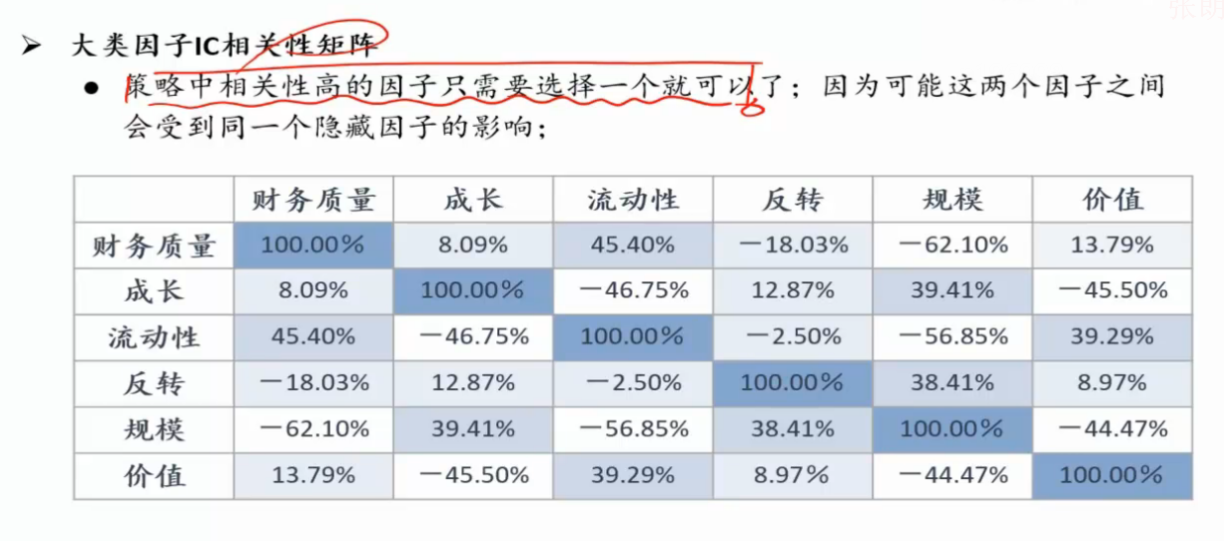 张明
➤ 大类因子IC相关性矩阵
● 策略中相关性高的因子只需要选择一个就可以了；因为可能这两个因子之间
会受到同一个隐藏因子的影响；
财务质量 成长 流动性 反转 规模 价值
财务质量 100.00% 8.09% 45.40% －18.03% －62.10% 13.79%
成长 8.09% 100.00% －46.75% 12.87% 39.41% －45.50%
流动性 45.40% －46.75% 100.00% －2.50% －56.85% 39.29%
反转 －18.03% 12.87% －2.50% 100.00% 38.41% 8.97%
规模 －62.10% 39.41% －56.85% 38.41% 100.00% －44.47%
价值 13.79% －45.50% 39.29% 8.97% －44.47% 100.00%